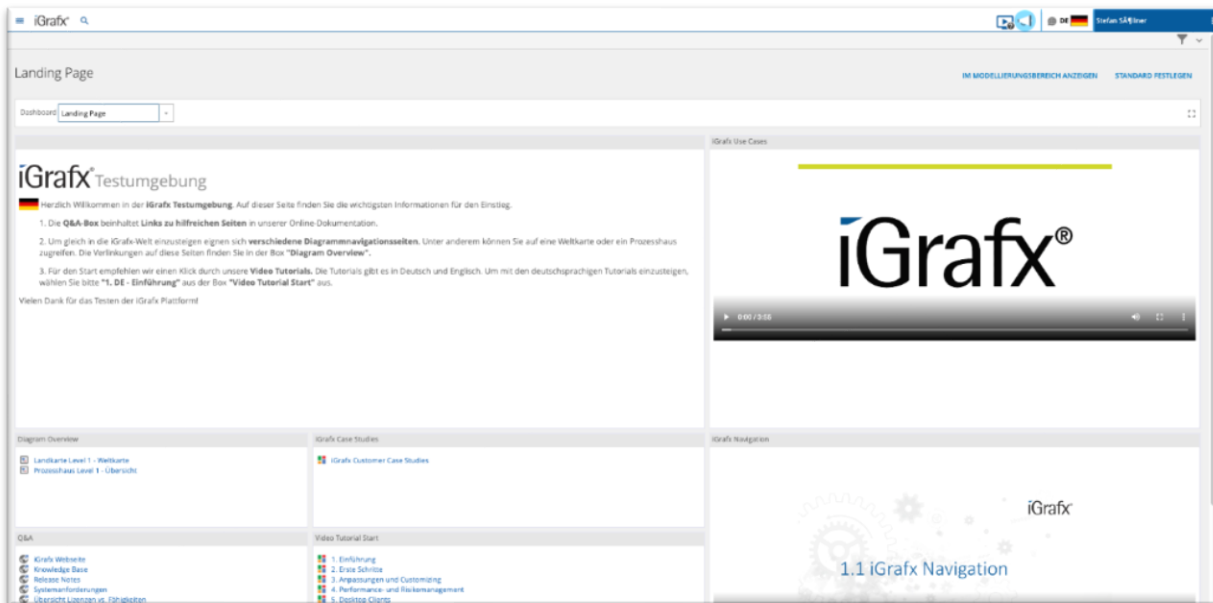 iGrafx
DE
Stefan Söllner
Landing Page
IM MODELLIERUNGSBEREICH ANZEIGEN STANDARD FESTLEGEN
Dashboard Landing Page
iGrafx Use Cases
iGrafx® Testumgebung
Herzlich Willkommen in der iGrafx Testumgebung. Auf dieser Seite finden Sie die wichtigsten Informationen für den Einstieg.
1. Die Q&A-Box beinhaltet Links zu hilfreichen Seiten in unserer Online-Dokumentation.
2. Um gleich in die iGrafx-Welt einzusteigen eignen sich verschiedene Diagrammnavigationsseiten. Unter anderem können Sie auf eine Weltkarte oder ein Prozesshaus
zugreifen. Die Verlinkungen auf diese Seiten finden Sie in der Box "Diagram Overview".
3. Für den Start empfehlen wir einen Klick durch unsere Video Tutorials. Die Tutorials gibt es in Deutsch und Englisch. Um mit den deutschsprachigen Tutorials einzusteigen,
wählen Sie bitte "1. DE - Einführung" aus der Box "Video Tutorial Start" aus.
Vielen Dank für das Testen der iGrafx Plattform!
iGrafx®
0:00 / 3:58
Diagram Overview
Landkarte Level 1 - Weltkarte
Prozesshaus Level 1 - Übersicht
iGrafx Case Studies
iGrafx Customer Case Studies
iGrafx Navigation
iGrafx
1.1 iGrafx Navigation
Q&A
iGrafx Webseite
Knowledge Base
Release Notes
Systemanforderungen
Übersicht Lizenzen vs. Fähigkeiten
Video Tutorial Start
1. Einführung
2. Erste Schritte
3. Anpassungen und Customizing
4. Performance- und Risikomanagement
5. Desktop Clients